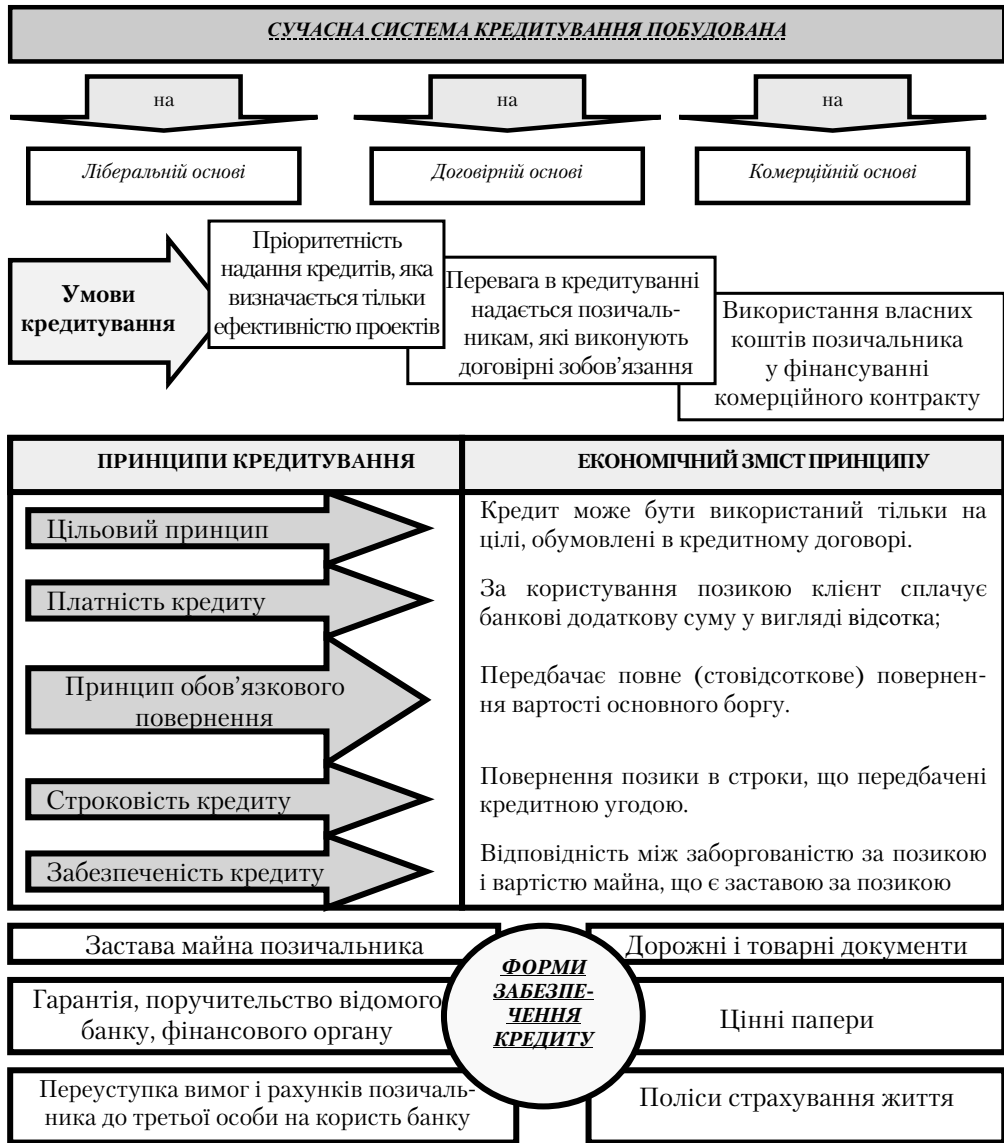 СУЧАСНА СИСТЕМА КРЕДИТУВАННЯ ПОБУДОВАНА
на
на
на
Ліберальній основі
Договірній основі
Комерційній основі
Умови
кредитування
Пріоритетність
надання кредитів, яка
визначається тільки
ефективністю проектів
Перевага в кредитуванні
надається позичаль-
никам, які виконують
договірні зобов’язання
Використання власних
коштів позичальника
у фінансуванні
комерційного контракту
ПРИНЦИПИ КРЕДИТУВАННЯ
ЕКОНОМІЧНИЙ ЗМІСТ ПРИНЦИПУ
Цільовий принцип
Кредит може бути використаний тільки на
цілі, обумовлені в кредитному договорі.
Платність кредиту
За користування позикою клієнт сплачує
банкові додаткову суму у вигляді відсотка;
Принцип обов’язкового
повернення
Передбачає повне (стовідсоткове) повернен-
ня вартості основного боргу.
Строковість кредиту
Повернення позики в строки, що передбачені
кредитною угодою.
Забезпеченість кредиту
Відповідність між заборгованістю за позикою
і вартістю майна, що є заставою за позикою
ФОРМИ
ЗАБЕЗПЕ-
ЧЕННЯ
КРЕДИТУ
Застава майна позичальника
Дорожні і товарні документи
Гарантія, поручительство відомого
банку, фінансового органу
Цінні папери
Переуступка вимог і рахунків позичаль-
ника до третьої особи на користь банку
Поліси страхування життя